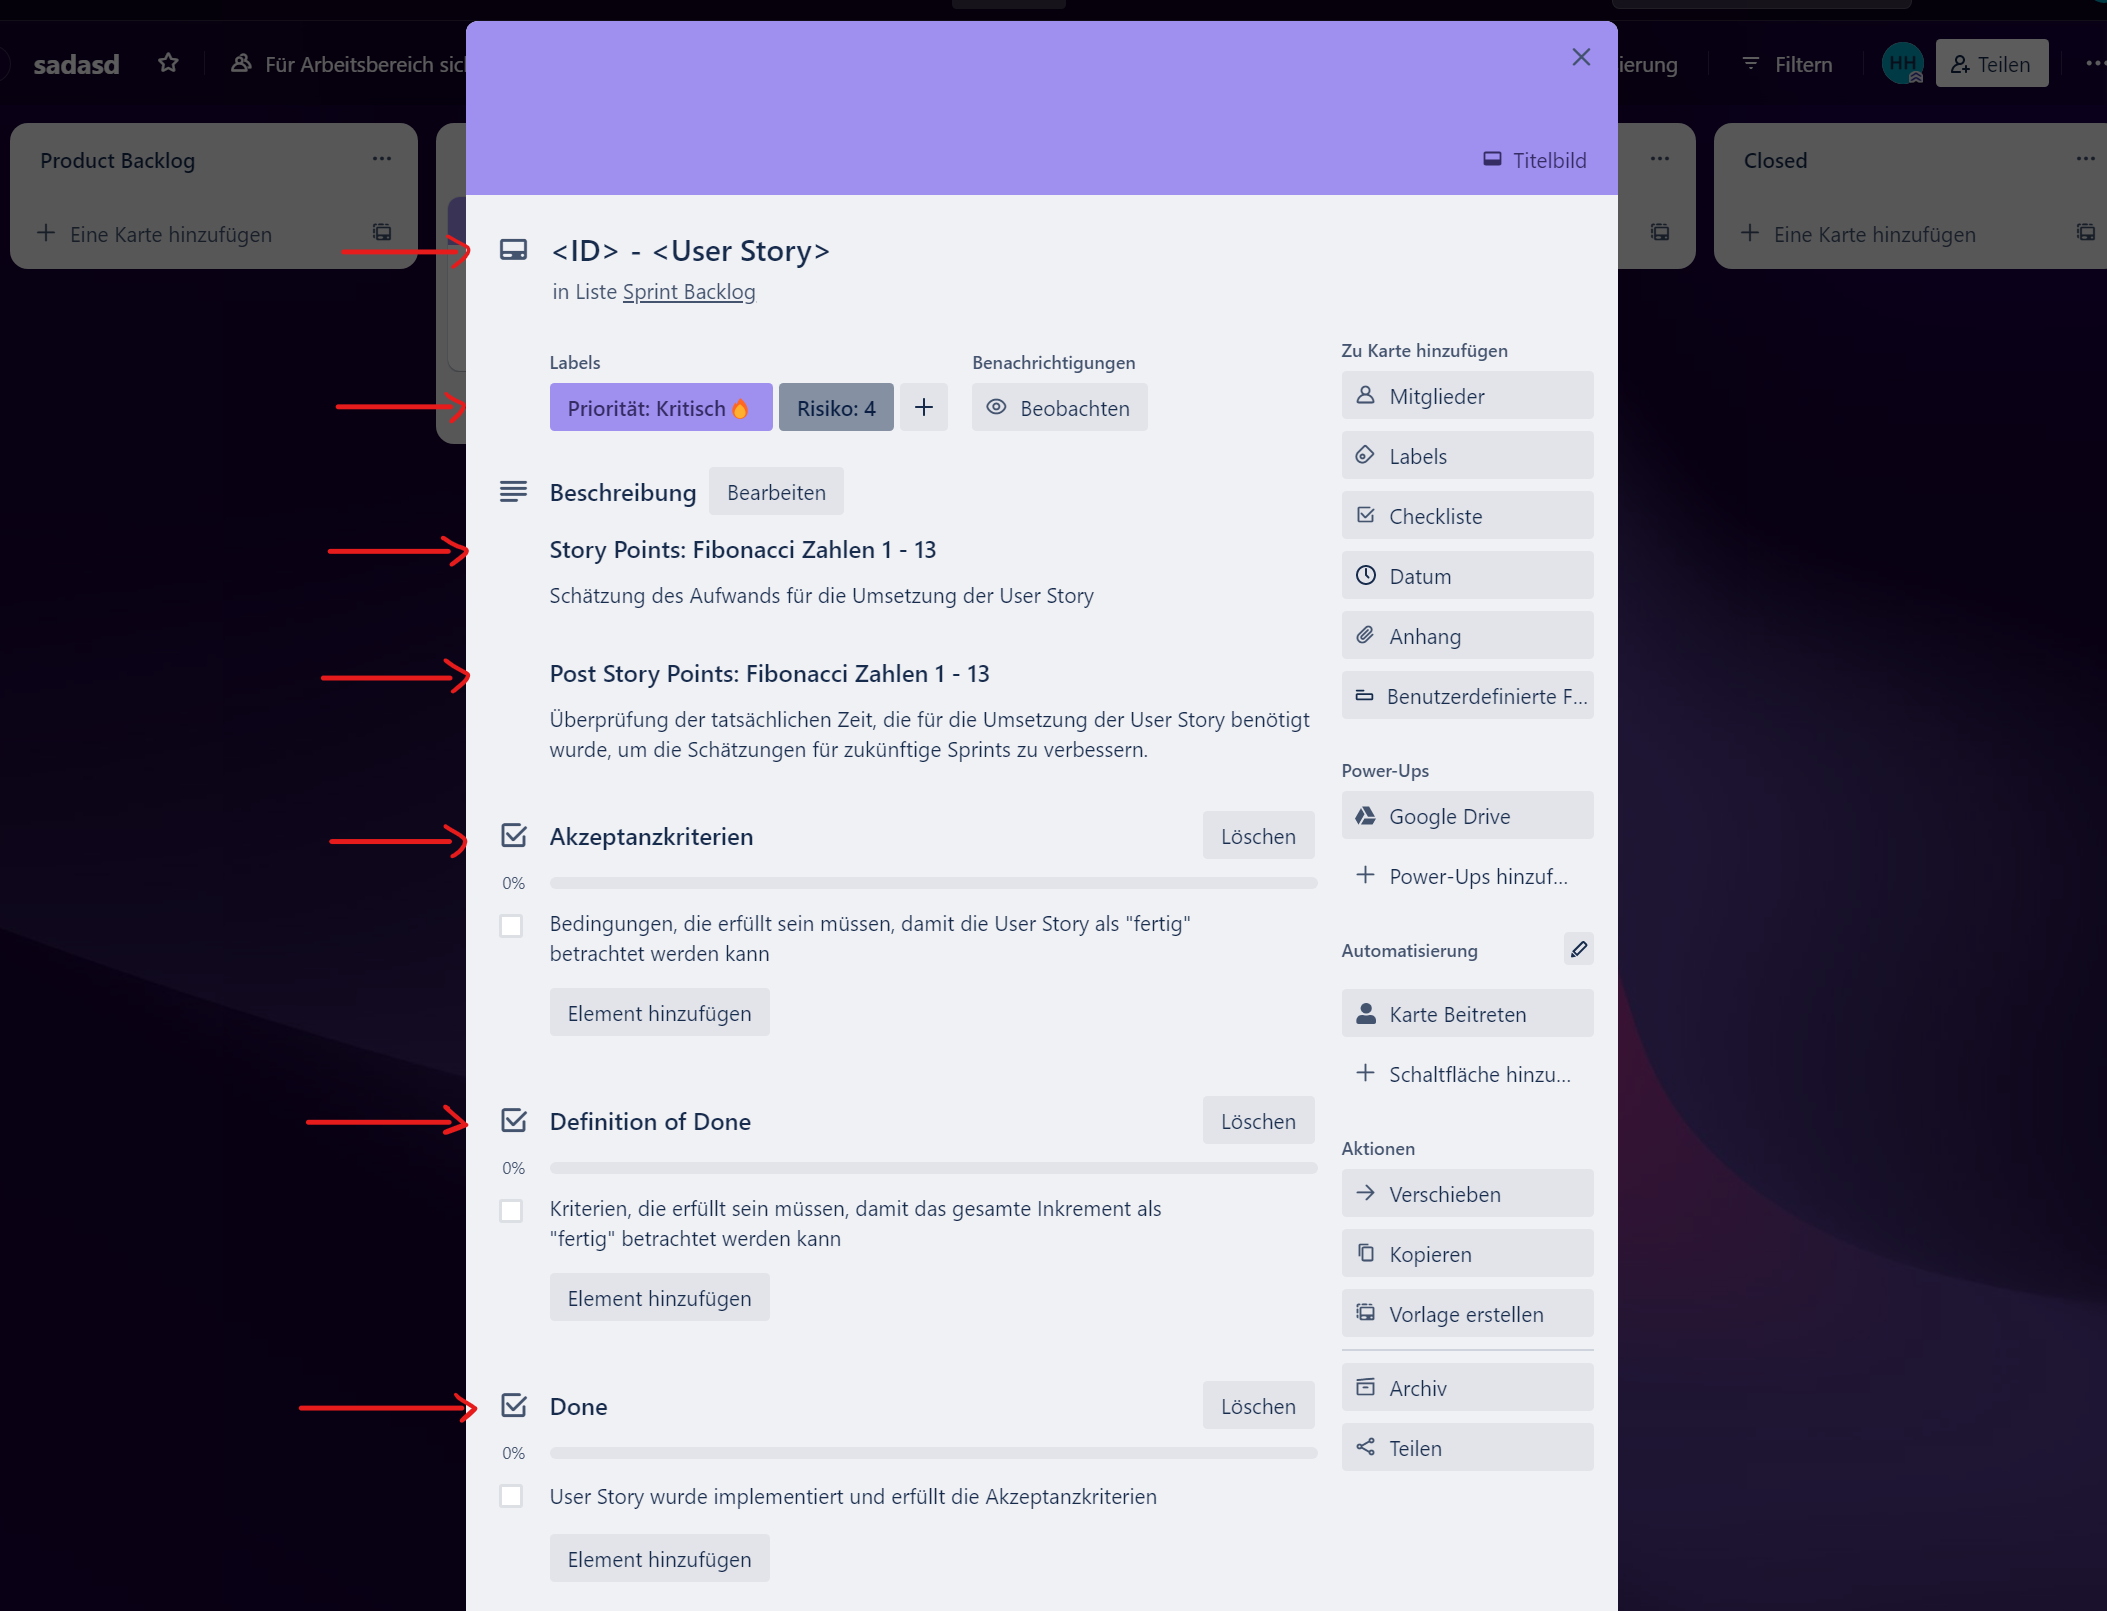 sadasd
Für Arbeitsbereich sic
ierung
Filtern
HH
Teilen
Product Backlog
Eine Karte hinzufügen
Closed
Eine Karte hinzufügen
Titelbild
<ID> - <User Story>
in Liste Sprint Backlog
Labels
Priorität: Kritisch🔥
Risiko: 4
Benachrichtigungen
Beobachten
Beschreibung
Bearbeiten
Story Points: Fibonacci Zahlen 1 - 13
Schätzung des Aufwands für die Umsetzung der User Story
Post Story Points: Fibonacci Zahlen 1 - 13
Überprüfung der tatsächlichen Zeit, die für die Umsetzung der User Story benötigt
wurde, um die Schätzungen für zukünftige Sprints zu verbessern.
Akzeptanzkriterien
Löschen
0%
Bedingungen, die erfüllt sein müssen, damit die User Story als "fertig"
betrachtet werden kann
Element hinzufügen
Definition of Done
Löschen
0%
Kriterien, die erfüllt sein müssen, damit das gesamte Inkrement als
"fertig" betrachtet werden kann
Element hinzufügen
Done
Löschen
0%
User Story wurde implementiert und erfüllt die Akzeptanzkriterien
Element hinzufügen
Zu Karte hinzufügen
Mitglieder
Labels
Checkliste
Datum
Anhang
Benutzerdefinierte F...
Power-Ups
Google Drive
Power-Ups hinzuf...
Automatisierung
Karte Beitreten
Schaltfläche hinzu...
Aktionen
Verschieben
Kopieren
Vorlage erstellen
Archiv
Teilen